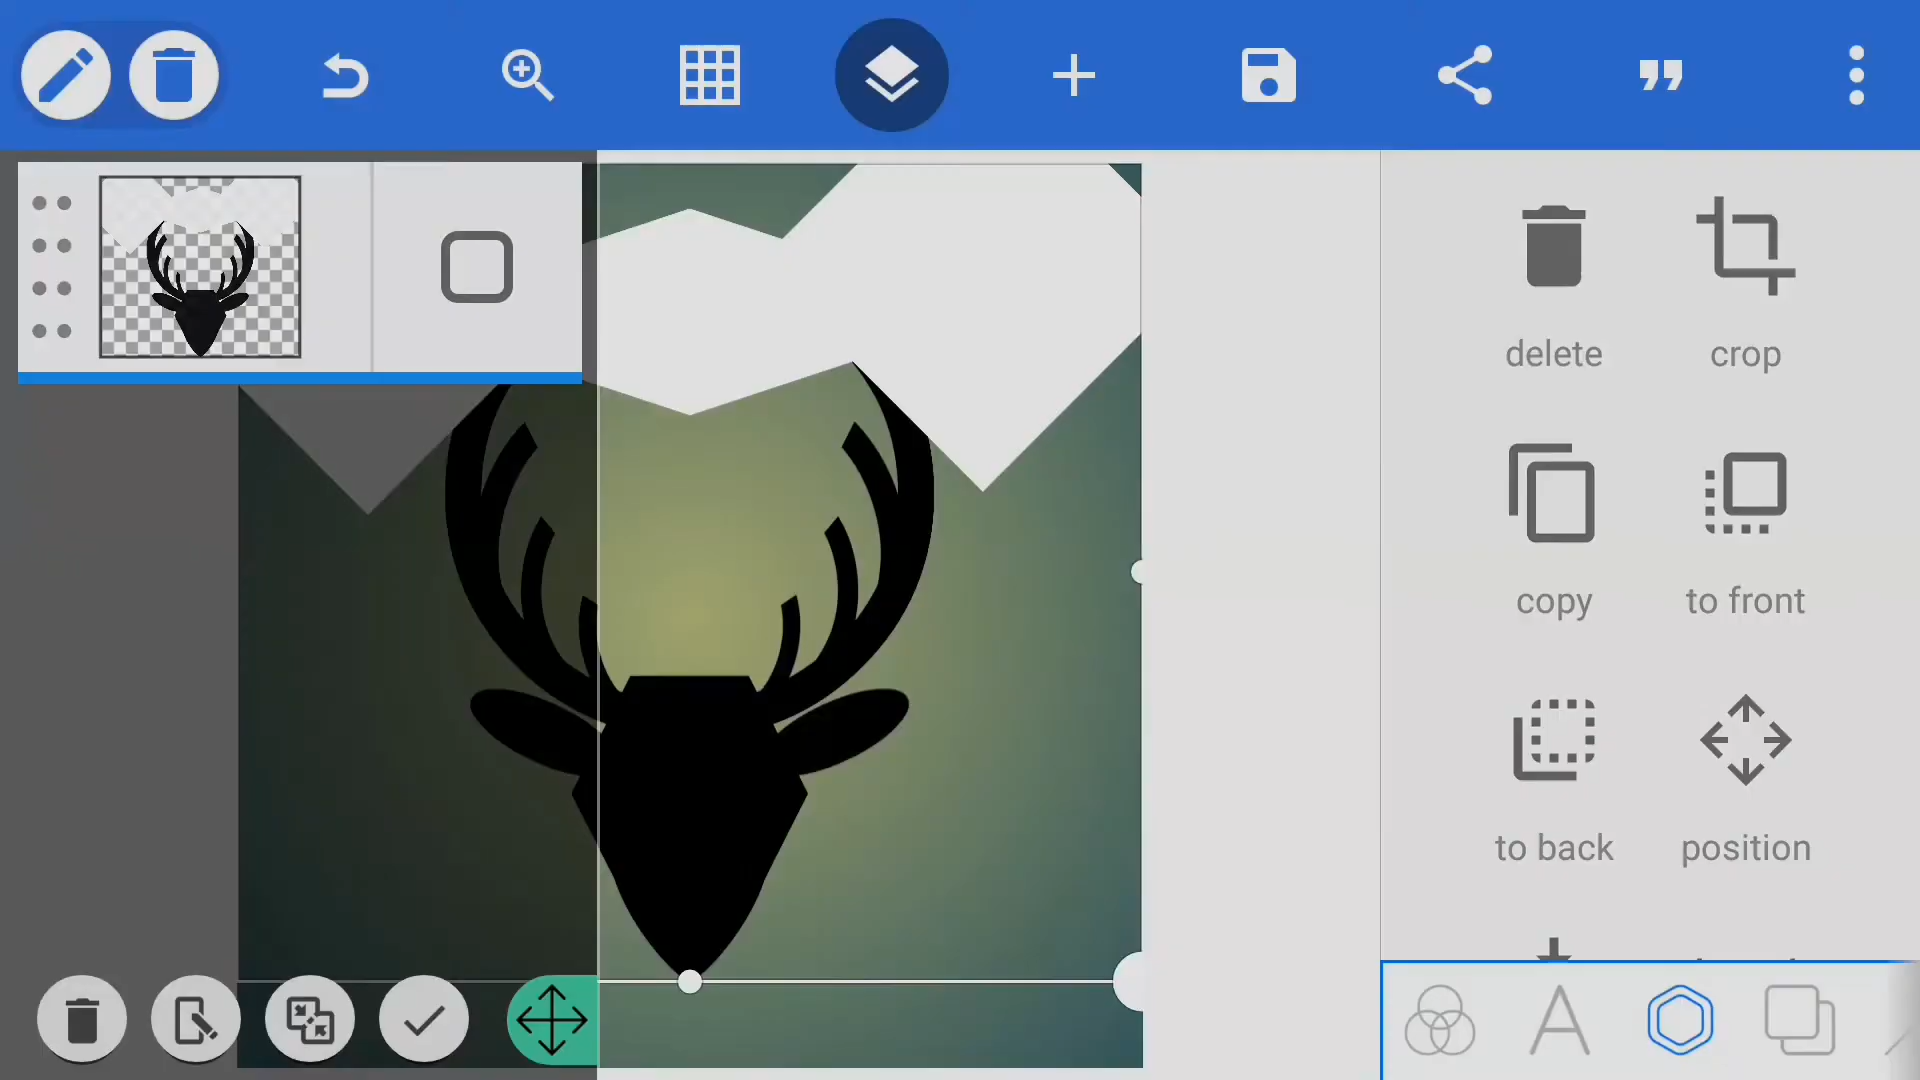 delete
crop
copy
to front
to back
position